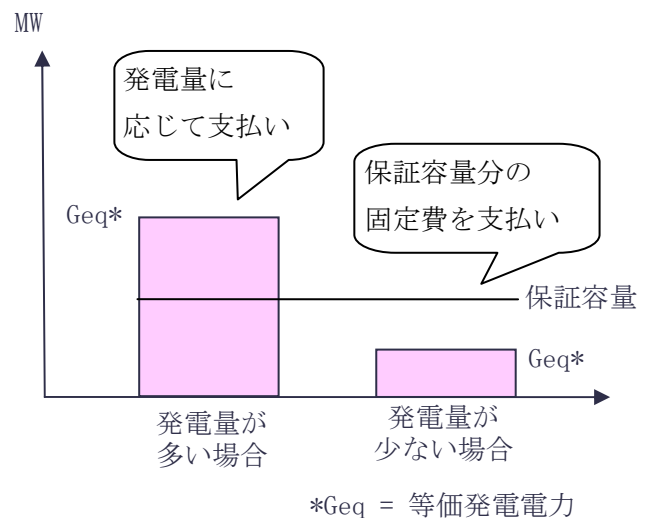 MW
発電量に
応じて支払い
保証容量分の
固定費を支払い
Geq*
保証容量
Geq*
発電量が
多い場合
発電量が
少ない場合
*Geq = 等価発電電力